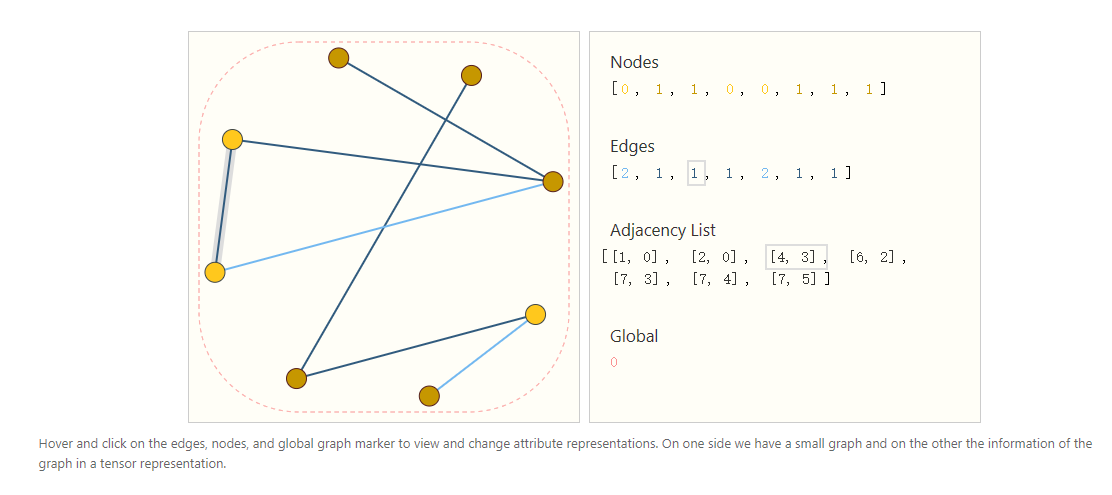 Nodes
[0, 1, 1, 0, 0, 1, 1, 1]
Edges
[2, 1, 1, 1, 2, 1, 1]
Adjacency List
[[1, 0], [2, 0], [4, 3], [6, 2],
[7, 3], [7, 4], [7, 5]]
Global
0
Hover and click on the edges, nodes, and global graph marker to view and change attribute representations. On one side we have a small graph and on the other the information of the
graph in a tensor representation.